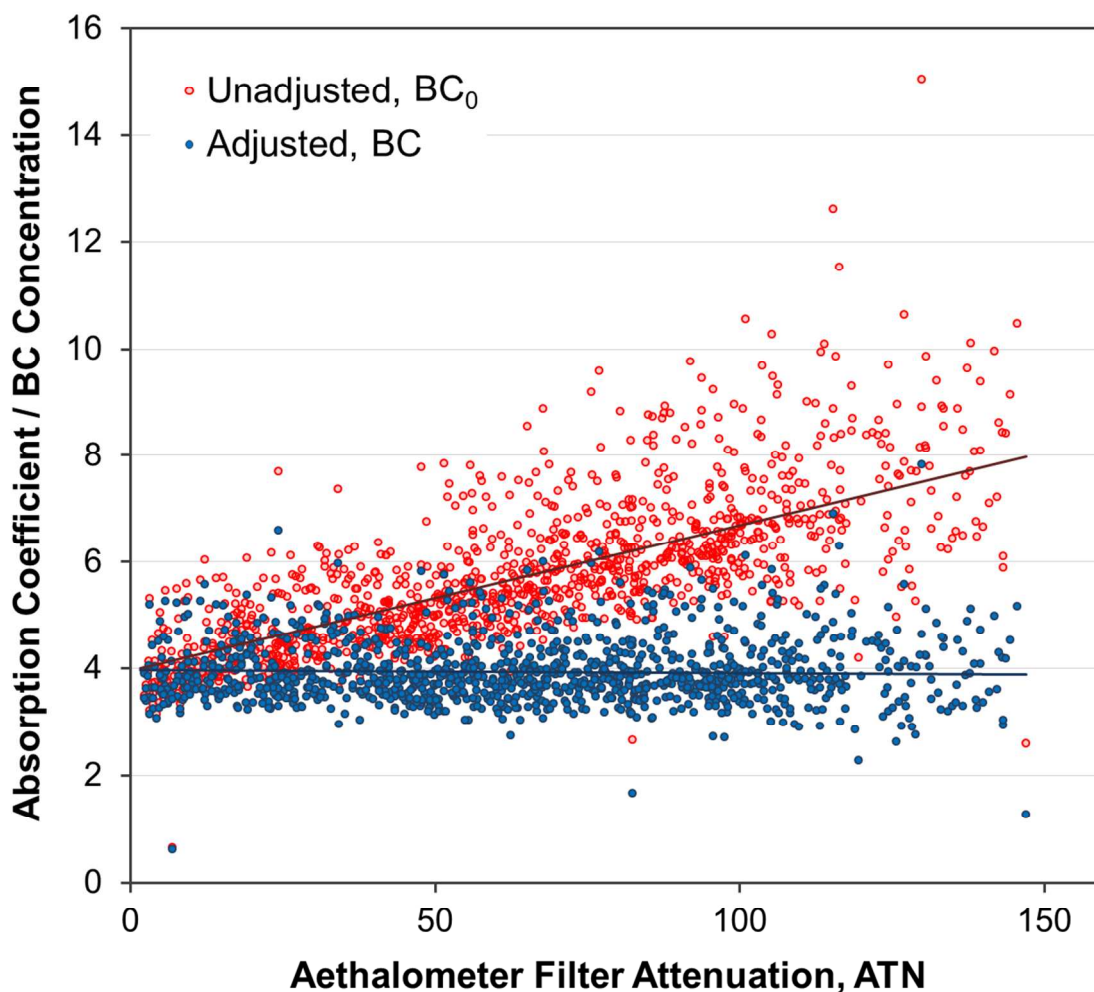 16
14
12
10
8
6
4
2
0
Absorption Coefficient / BC Concentration
Unadjusted, BC₀
Adjusted, BC
0 50 100 150
Aethalometer Filter Attenuation, ATN